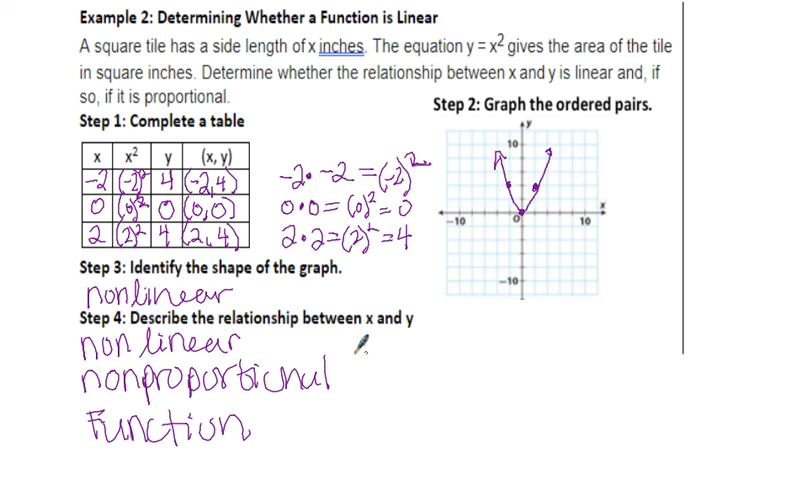 Example 2: Determining Whether a Function is Linear
A square tile has a side length of x inches. The equation y = x² gives the area of the tile
in square inches. Determine whether the relationship between x and y is linear and, if
so, if it is proportional.
Step 1: Complete a table
x x² y (x, y)
-2 (-2)² 4 (-2,4)
0 (0)² 0 (0,0)
2 (2)² 4 (2,4)
-2 • -2 = (-2)²
0 • 0 = (0)² = 0
2 • 2 = (2)² = 4
Step 2: Graph the ordered pairs.
y
10
x
-10 0 10
-10
Step 3: Identify the shape of the graph.
nonlinear
Step 4: Describe the relationship between x and y
non linear
nonproportional
Function